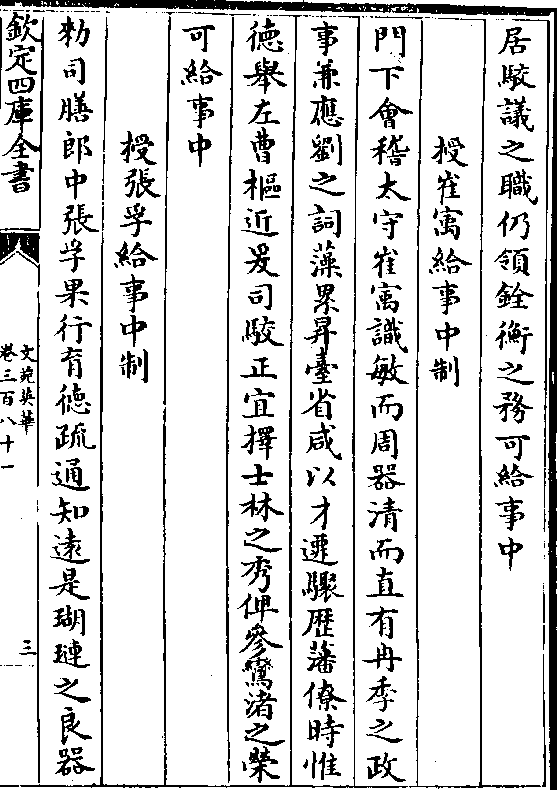 居駮議之職仍領銓衡之務可給事中
授崔寓給事中制
門下會稽太守崔寓識敏而周器清而直有冉季之政
事兼應劉之詞藻累昇臺省咸以才遷驟歷藩僚時惟
德舉左曹樞近爰司駮正宜擇士林之秀俾參鸞渚之榮
可給事中
授張孚給事中制
勑司膳郎中張孚果行育德疏通知遠是瑚璉之良器
欽定四庫全書
文苑英華
卷三百八十一
三